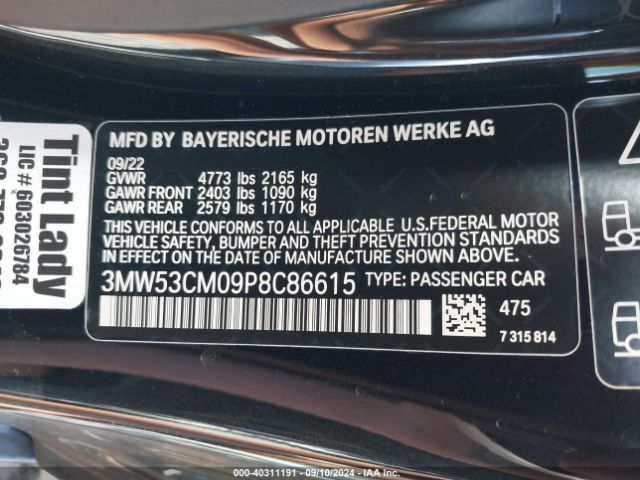 MFD BY BAYERISCHE MOTOREN WERKE AG
09/22
GVWR 4773 lbs 2165 kg
GAWR FRONT 2403 lbs 1090 kg
GAWR REAR 2579 lbs 1170 kg
THIS VEHICLE CONFORMS TO ALL APPLICABLE U.S.FEDERAL MOTOR
VEHICLE SAFETY, BUMPER AND THEFT PREVENTION STANDARDS
IN EFFECT ON THE DATE OF MANUFACTURE SHOWN ABOVE.
3MW53CM09P8C86615 TYPE: PASSENGER CAR
475
7 315 814
Tint Lady
LIC # 603026784
000-40311191 - 09/10/2024 - IAA Inc.